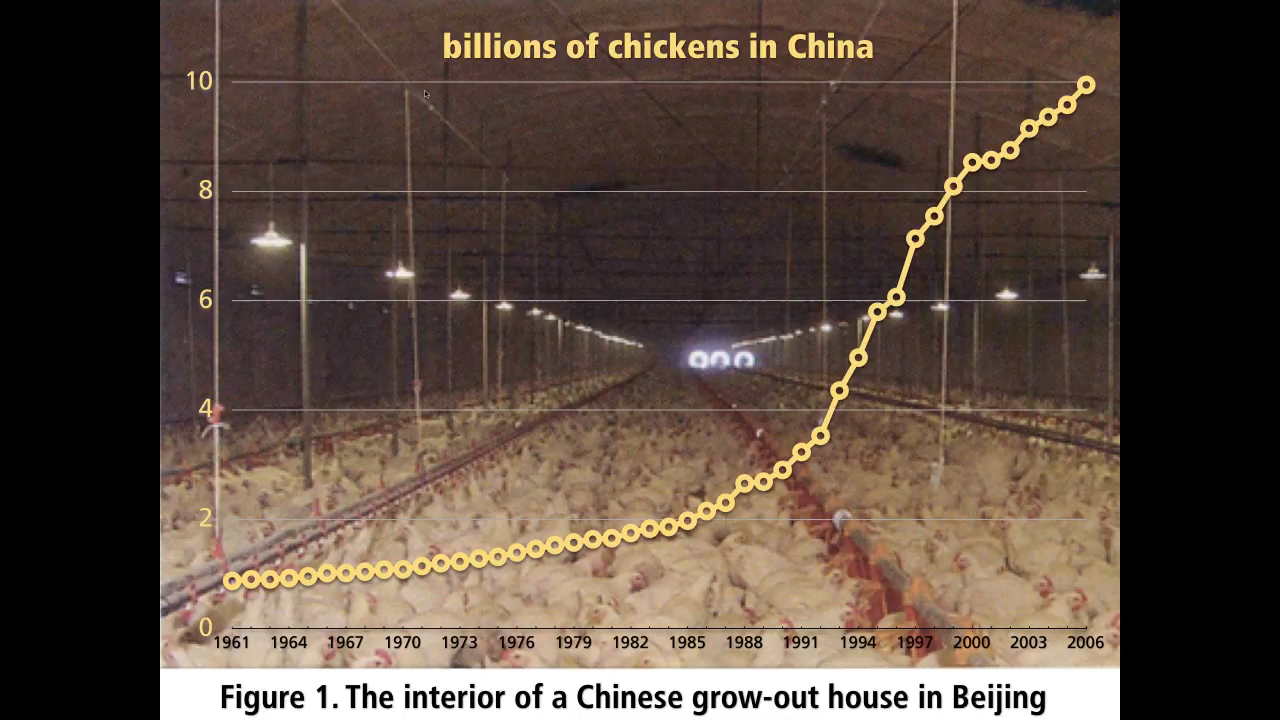 billions of chickens in China
10
8
6
4
2
0
1961 1964 1967 1970 1973 1976 1979 1982 1985 1988 1991 1994 1997 2000 2003 2006
Figure 1. The interior of a Chinese grow-out house in Beijing